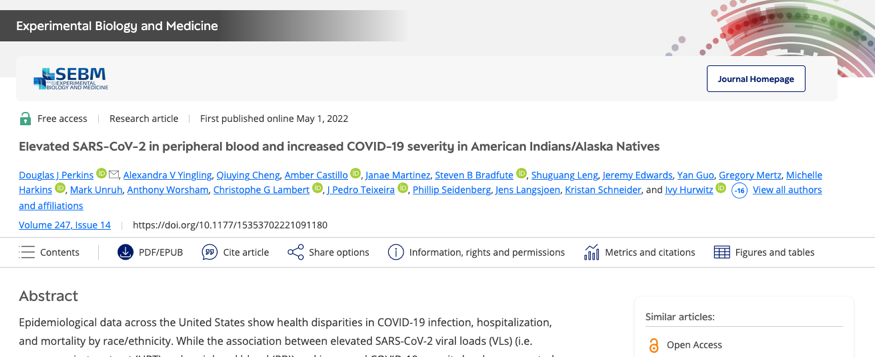 Experimental Biology and Medicine
SEBM
BIOLOGY AND MEDICINE
Journal Homepage
Free access | Research article | First published online May 1, 2022
Elevated SARS-CoV-2 in peripheral blood and increased COVID-19 severity in American Indians/Alaska Natives
Douglas J Perkins, Alexandra V Yingling, Qiuying Cheng, Amber Castillo, Janae Martinez, Steven B Bradfute, Shuguang Leng, Jeremy Edwards, Yan Guo, Gregory Mertz, Michelle
Harkins, Mark Unruh, Anthony Worsham, Christophe G Lambert, J Pedro Teixeira, Phillip Seidenberg, Jens Langsjoen, Kristan Schneider, and Ivy Hurwitz -16 View all authors
and affiliations
Volume 247, Issue 14 | https://doi.org/10.1177/15353702221091180
Contents | PDF/EPUB Cite article Share options Information, rights and permissions Metrics and citations Figures and tables
Abstract
Epidemiological data across the United States show health disparities in COVID-19 infection, hospitalization,
and mortality by race/ethnicity. While the association between elevated SARS-CoV-2 viral loads (VLs) (i.e.
Similar articles:
Open Access